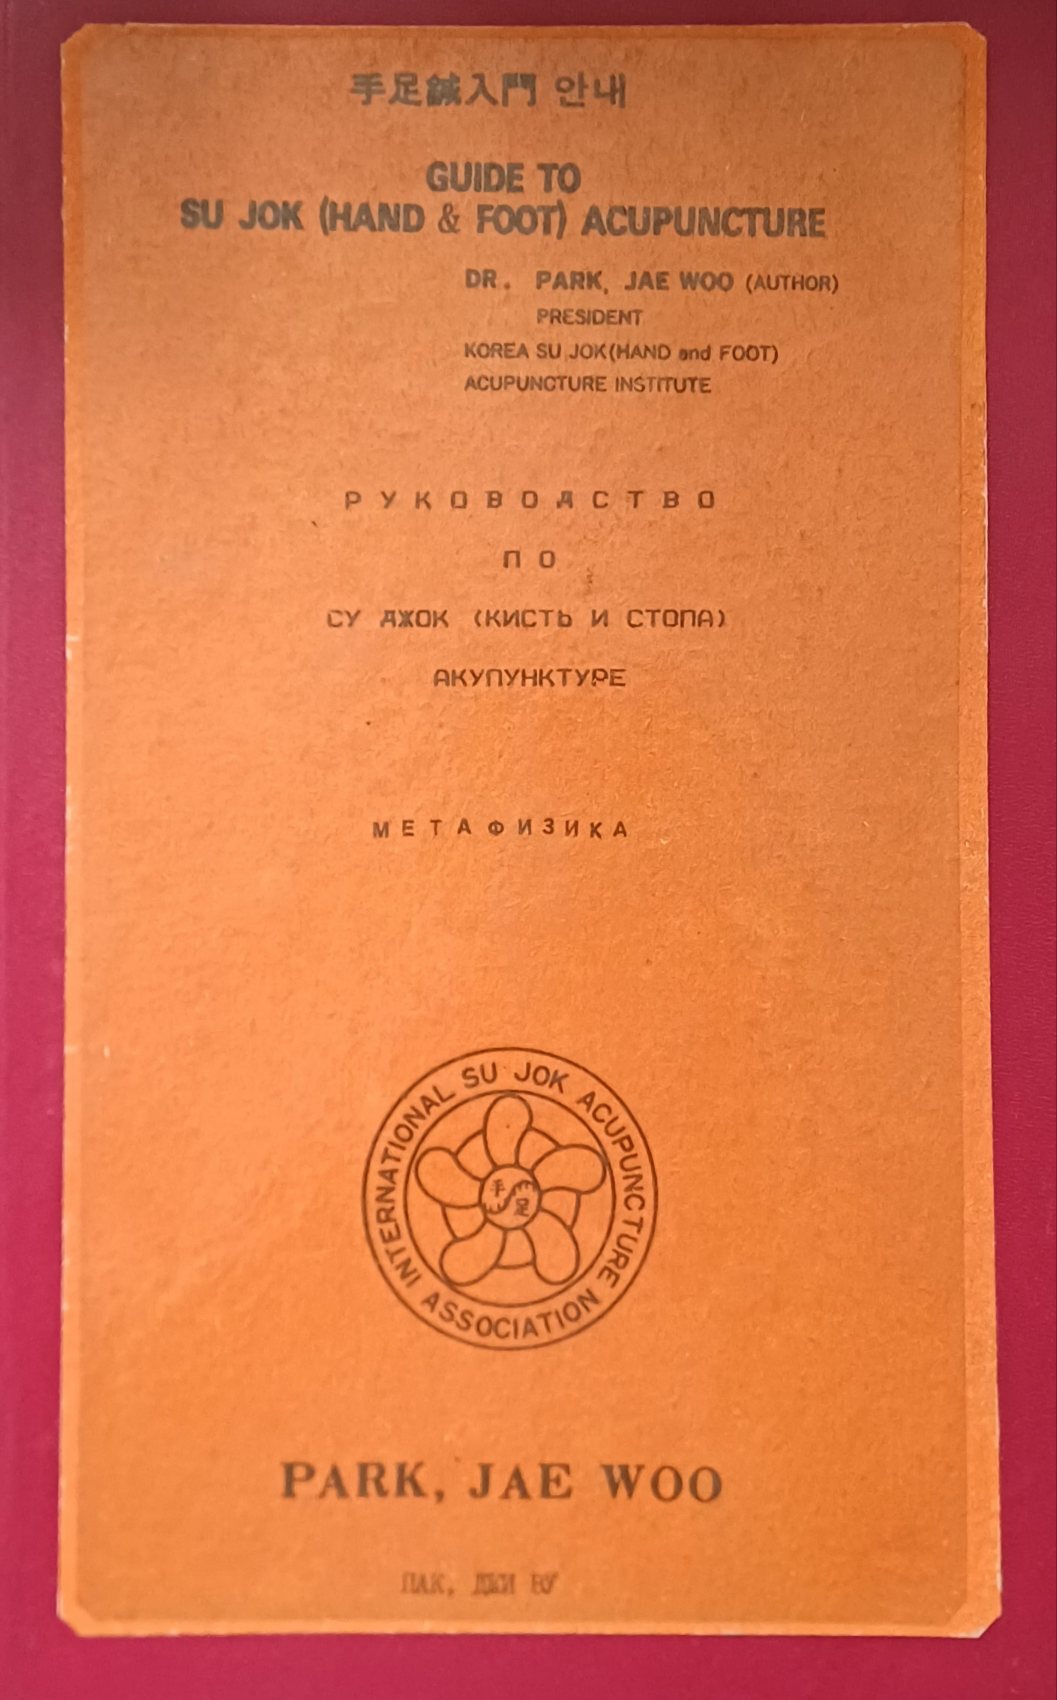 手足鍼入門 안내
GUIDE TO
SU JOK (HAND & FOOT) ACUPUNCTURE
DR. PARK, JAE WOO (AUTHOR)
PRESIDENT
KOREA SU JOK(HAND and FOOT)
ACUPUNCTURE INSTITUTE
РУКОВОДСТВО
ПО
СУ ДЖОК (КИСТЬ И СТОПА)
АКУПУНКТУРЕ
МЕТАФИЗИКА
INTERNATIONAL SU JOK ACUPUNCTURE ASSOCIATION
手 足
PARK, JAE WOO
ПАК, ДЖИ ВУ